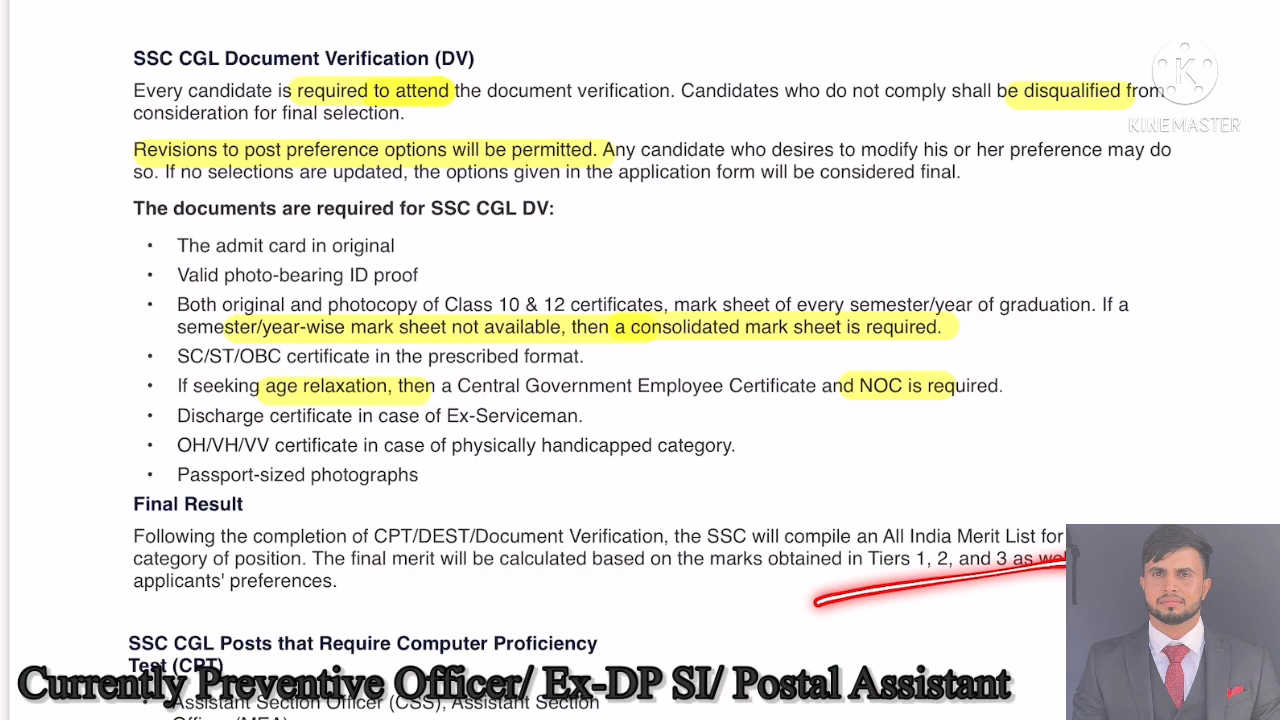 SSC CGL Document Verification (DV)
Every candidate is required to attend the document verification. Candidates who do not comply shall be disqualified from
consideration for final selection.
KINEMASTER
Revisions to post preference options will be permitted. Any candidate who desires to modify his or her preference may do
so. If no selections are updated, the options given in the application form will be considered final.
The documents are required for SSC CGL DV:
• The admit card in original
• Valid photo-bearing ID proof
• Both original and photocopy of Class 10 & 12 certificates, mark sheet of every semester/year of graduation. If a
semester/year-wise mark sheet not available, then a consolidated mark sheet is required.
• SC/ST/OBC certificate in the prescribed format.
• If seeking age relaxation, then a Central Government Employee Certificate and NOC is required.
• Discharge certificate in case of Ex-Serviceman.
• OH/VH/VV certificate in case of physically handicapped category.
• Passport-sized photographs
Final Result
Following the completion of CPT/DEST/Document Verification, the SSC will compile an All India Merit List for
category of position. The final merit will be calculated based on the marks obtained in Tiers 1, 2, and 3 as
applicants' preferences.
SSC CGL Posts that Require Computer Proficiency
Test (CPT)
Currently Preventive Officer/ Ex-DP SI/ Postal Assistant
Assistant Section Officer (CSS), Assistant Section
Officer (MEA)